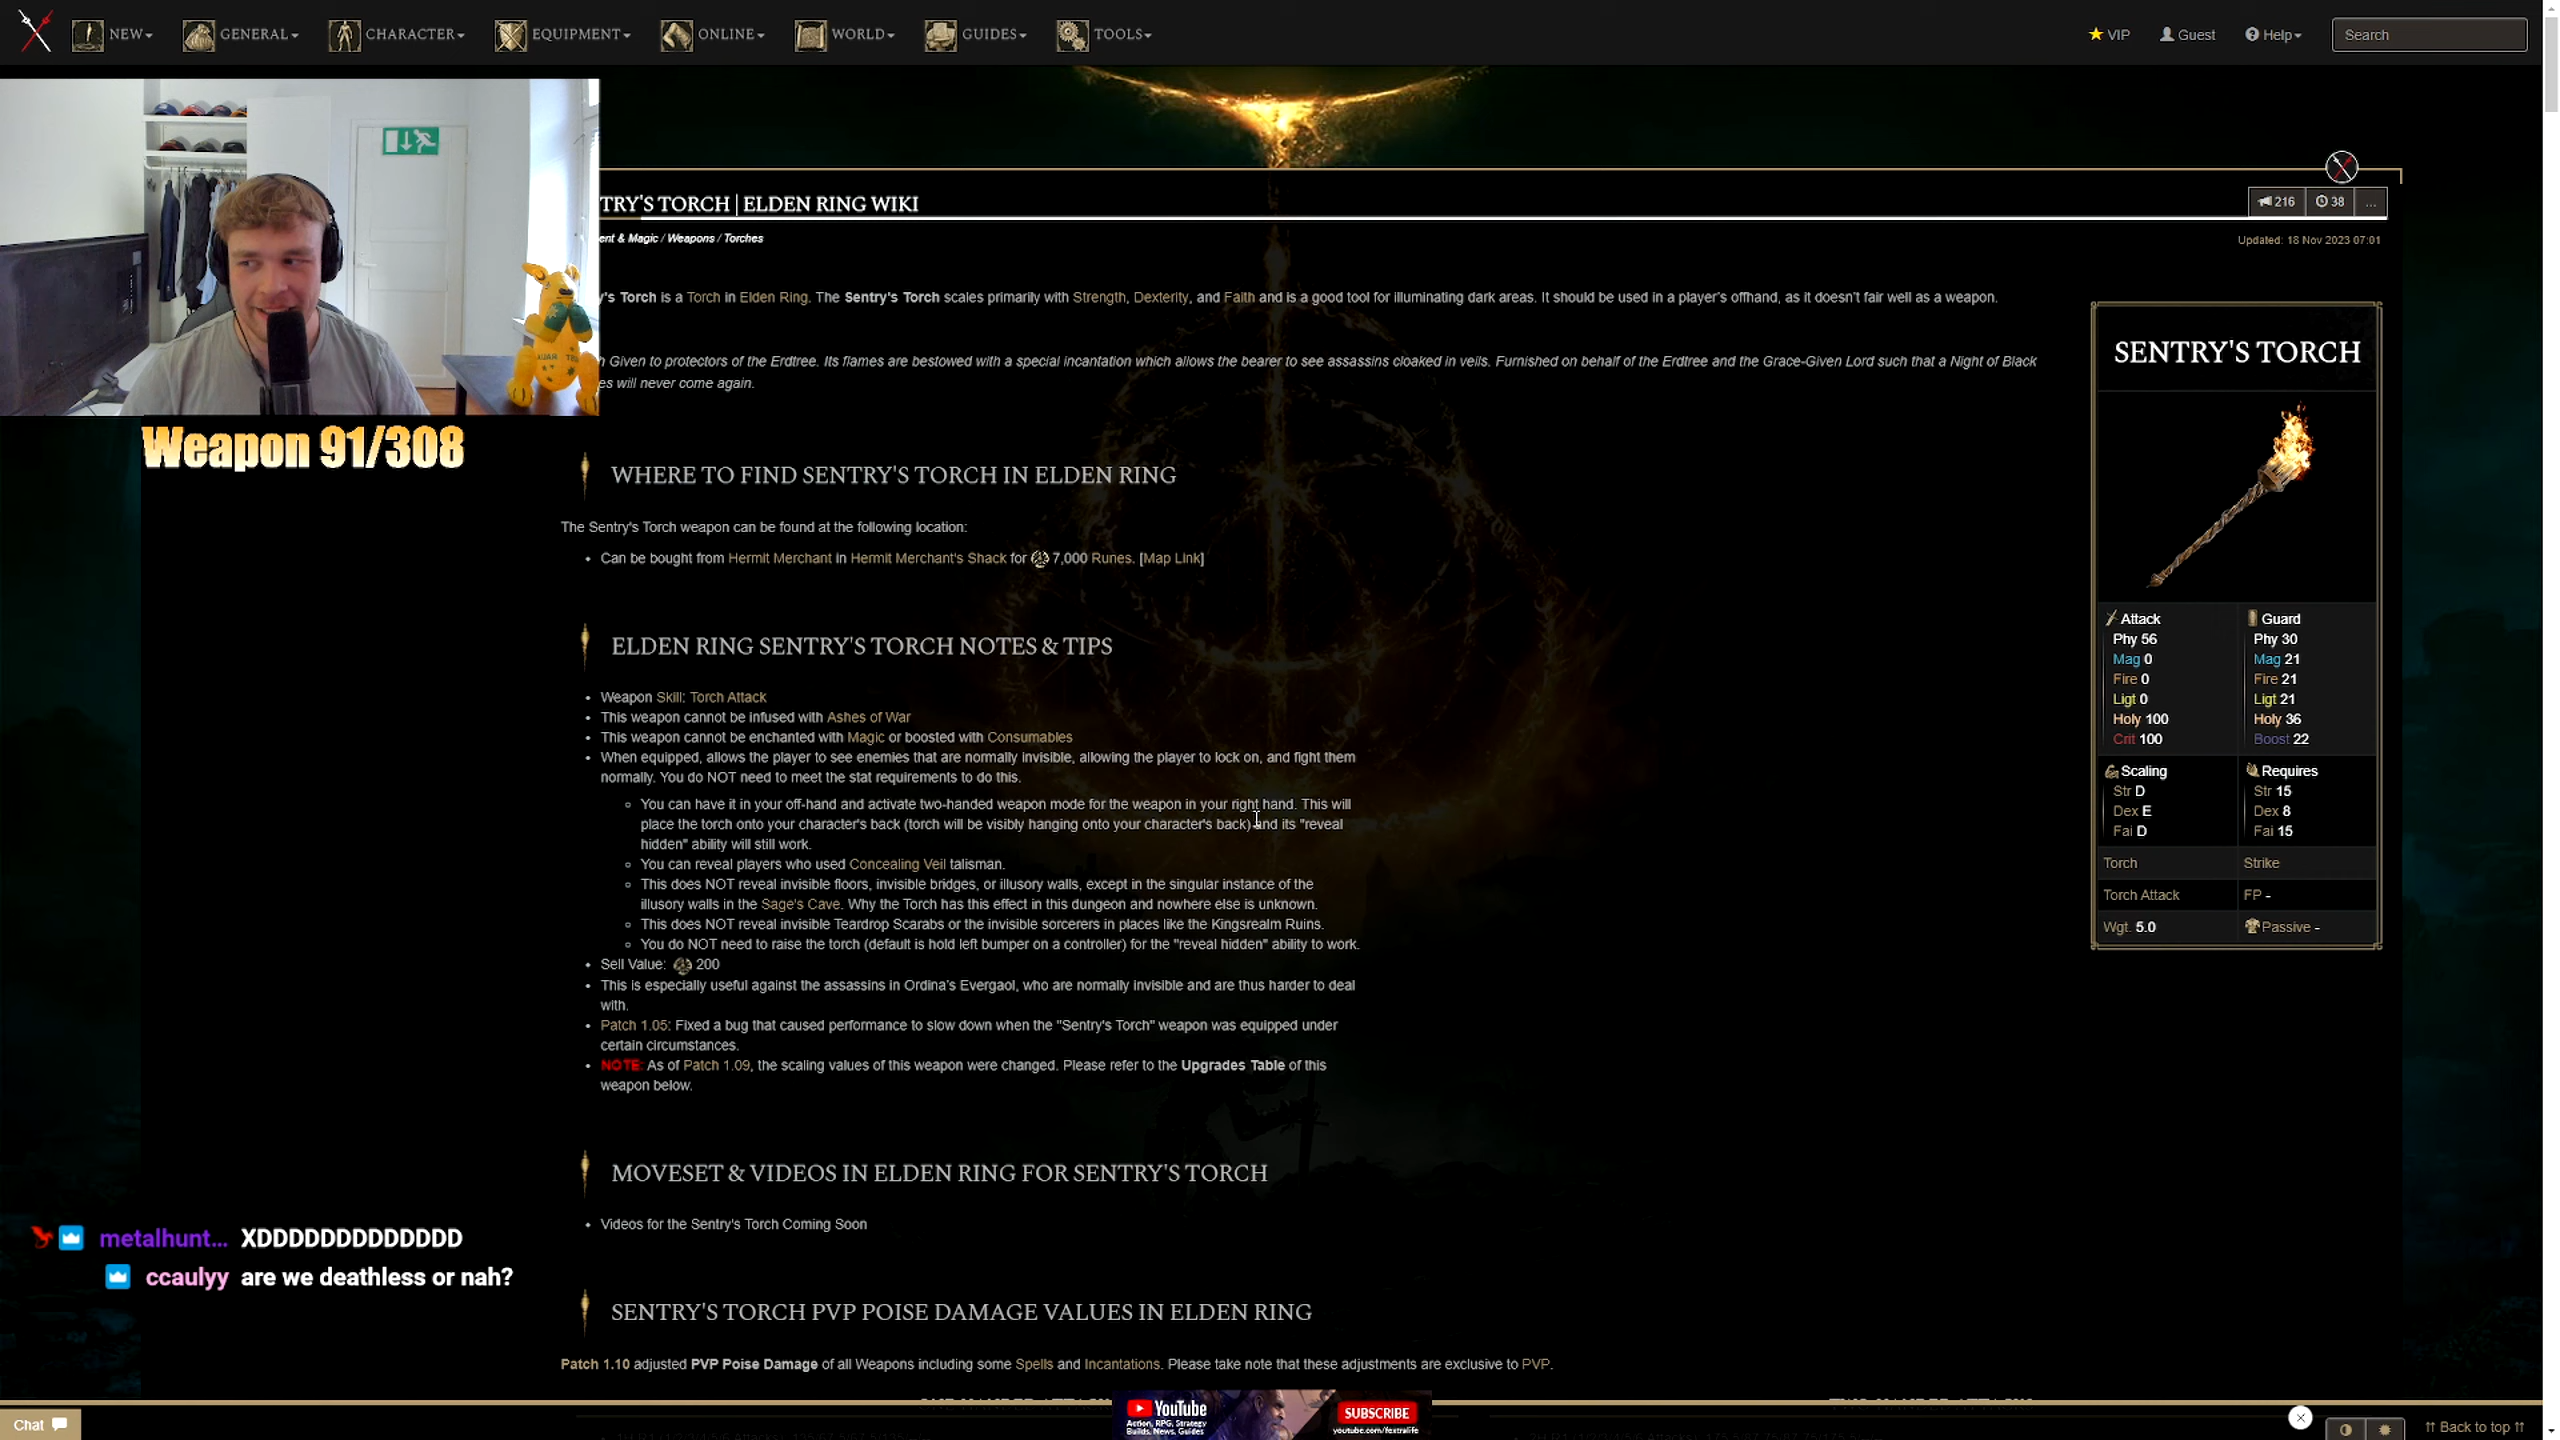 NEW GENERAL CHARACTER EQUIPMENT ONLINE WORLD GUIDES TOOLS VIP Guest Help Search
TRY'S TORCH | ELDEN RING WIKI
216 38 ...
ent & Magic / Weapons / Torches
Updated: 18 Nov 2023 07:01
y's Torch is a Torch in Elden Ring. The Sentry's Torch scales primarily with Strength, Dexterity, and Faith and is a good tool for illuminating dark areas. It should be used in a player's offhand, as it doesn't fair well as a weapon.
h Given to protectors of the Erdtree. Its flames are bestowed with a special incantation which allows the bearer to see assassins cloaked in veils. Furnished on behalf of the Erdtree and the Grace-Given Lord such that a Night of Black
es will never come again.
Weapon 91/308
WHERE TO FIND SENTRY'S TORCH IN ELDEN RING
The Sentry's Torch weapon can be found at the following location:
• Can be bought from Hermit Merchant in Hermit Merchant's Shack for 7,000 Runes. [Map Link]
ELDEN RING SENTRY'S TORCH NOTES & TIPS
• Weapon Skill: Torch Attack
• This weapon cannot be infused with Ashes of War
• This weapon cannot be enchanted with Magic or boosted with Consumables
• When equipped, allows the player to see enemies that are normally invisible, allowing the player to lock on, and fight them
normally. You do NOT need to meet the stat requirements to do this.
◦ You can have it in your off-hand and activate two-handed weapon mode for the weapon in your right hand. This will
place the torch onto your character's back (torch will be visibly hanging onto your character's back) and its "reveal
hidden" ability will still work.
◦ You can reveal players who used Concealing Veil talisman.
◦ This does NOT reveal invisible floors, invisible bridges, or illusory walls, except in the singular instance of the
illusory walls in the Sage's Cave. Why the Torch has this effect in this dungeon and nowhere else is unknown.
◦ This does NOT reveal invisible Teardrop Scarabs or the invisible sorcerers in places like the Kingsrealm Ruins.
◦ You do NOT need to raise the torch (default is hold left bumper on a controller) for the "reveal hidden" ability to work.
• Sell Value: 200
• This is especially useful against the assassins in Ordina's Evergaol, who are normally invisible and are thus harder to deal
with.
• Patch 1.05: Fixed a bug that caused performance to slow down when the "Sentry's Torch" weapon was equipped under
certain circumstances.
• NOTE: As of Patch 1.09, the scaling values of this weapon were changed. Please refer to the Upgrades Table of this
weapon below.
SENTRY'S TORCH
Attack Guard
Phy 56 Phy 30
Mag 0 Mag 21
Fire 0 Fire 21
Ligt 0 Ligt 21
Holy 100 Holy 36
Crit 100 Boost 22
Scaling Requires
Str D Str 15
Dex E Dex 8
Fai D Fai 15
Torch Strike
Torch Attack FP -
Wgt. 5.0 Passive -
MOVESET & VIDEOS IN ELDEN RING FOR SENTRY'S TORCH
• Videos for the Sentry's Torch Coming Soon
metalhunt... XDDDDDDDDDDDDD
ccaulyy are we deathless or nah?
SENTRY'S TORCH PVP POISE DAMAGE VALUES IN ELDEN RING
Patch 1.10 adjusted PVP Poise Damage of all Weapons including some Spells and Incantations. Please take note that these adjustments are exclusive to PVP.
YouTube
Action, RPG, Strategy
Builds, News, Guides
SUBSCRIBE
youtube.com/fextralife
Chat
Back to top